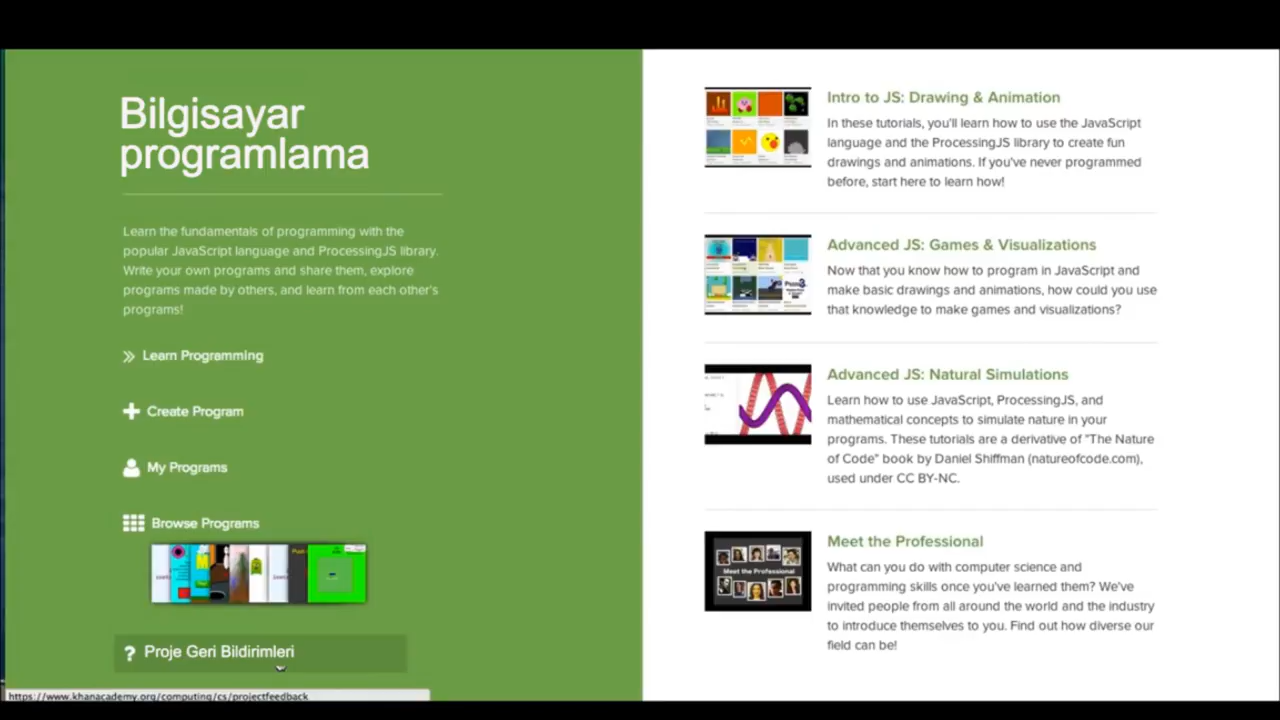 Bilgisayar
programlama
Learn the fundamentals of programming with the
popular JavaScript language and ProcessingJS library.
Write your own programs and share them, explore
programs made by others, and learn from each other's
programs!
Learn Programming
Create Program
My Programs
Browse Programs
? Proje Geri Bildirimleri
https://www.khanacademy.org/computing/cs/projectfeedback
Intro to JS: Drawing & Animation
In these tutorials, you'll learn how to use the JavaScript
language and the ProcessingJS library to create fun
drawings and animations. If you've never programmed
before, start here to learn how!
Advanced JS: Games & Visualizations
Now that you know how to program in JavaScript and
make basic drawings and animations, how could you use
that knowledge to make games and visualizations?
Advanced JS: Natural Simulations
Learn how to use JavaScript, ProcessingJS, and
mathematical concepts to simulate nature in your
programs. These tutorials are a derivative of "The Nature
of Code" book by Daniel Shiffman (natureofcode.com),
used under CC BY-NC.
Meet the Professional
Meet the Professional
What can you do with computer science and
programming skills once you've learned them? We've
invited people from all around the world and the industry
to introduce themselves to you. Find out how diverse our
field can be!